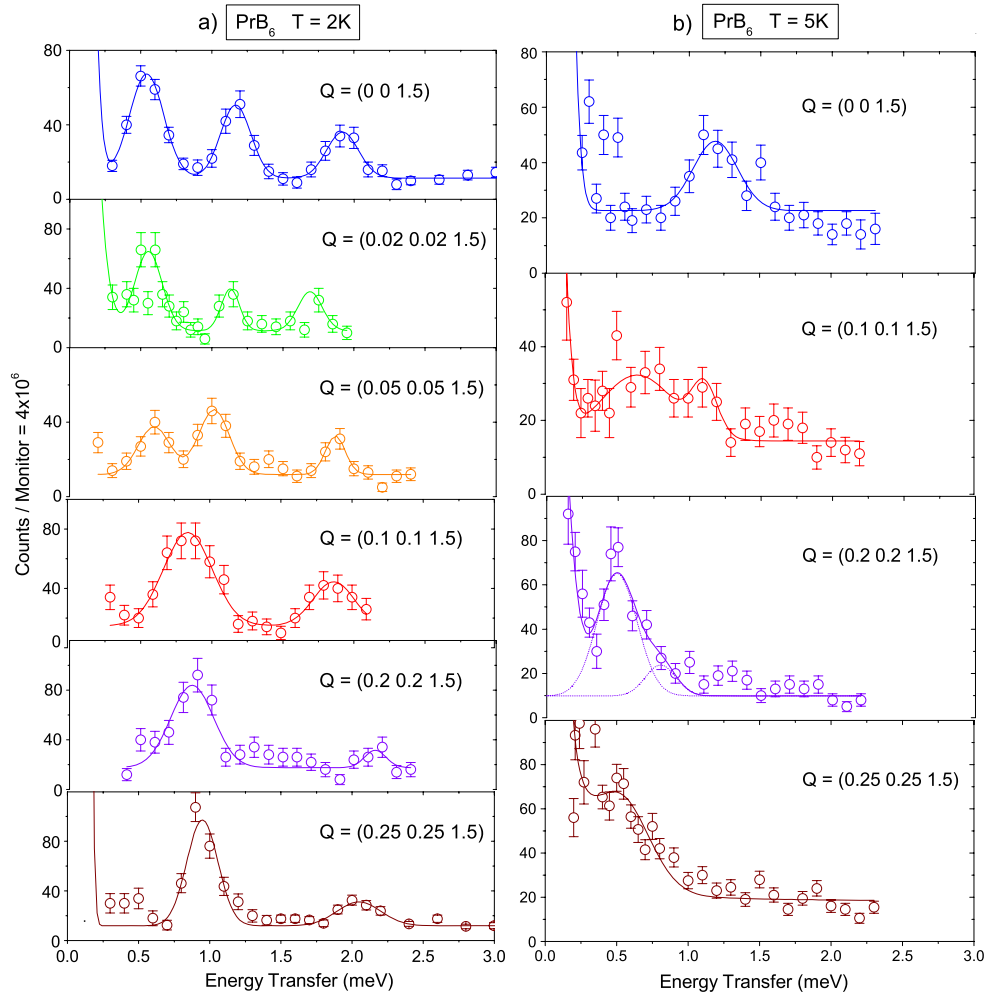 a) PrB6 T = 2K
80
40
0
Q = (0 0 1.5)
80
40
0
Q = (0.02 0.02 1.5)
80
40
0
Q = (0.05 0.05 1.5)
80
40
0
Q = (0.1 0.1 1.5)
80
40
0
Q = (0.2 0.2 1.5)
80
40
0
Q = (0.25 0.25 1.5)
0.0 0.5 1.0 1.5 2.0 2.5 3.0
Energy Transfer (meV)
Counts / Monitor = 4x10^6
b) PrB6 T = 5K
80
60
40
20
0
Q = (0 0 1.5)
60
40
20
0
Q = (0.1 0.1 1.5)
80
60
40
20
0
Q = (0.2 0.2 1.5)
80
60
40
20
0
Q = (0.25 0.25 1.5)
0.0 0.5 1.0 1.5 2.0 2.5 3.0
Energy Transfer (meV)